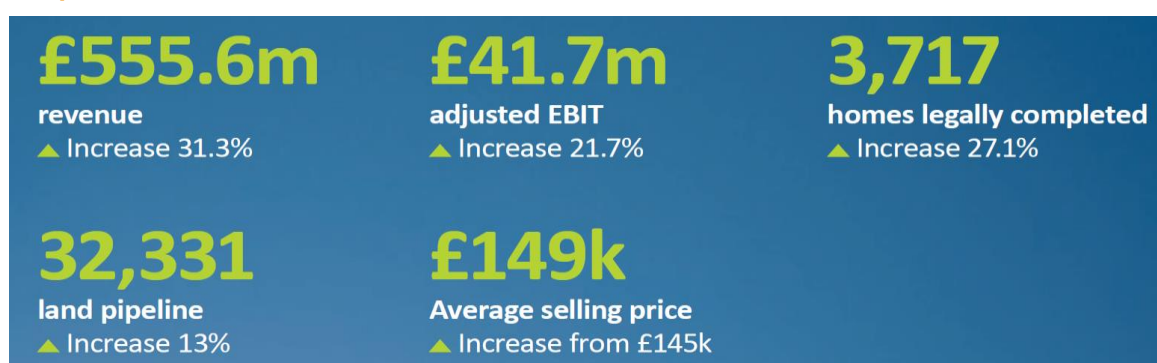 £555.6m
revenue
▲ Increase 31.3%
£41.7m
adjusted EBIT
▲ Increase 21.7%
3,717
homes legally completed
▲ Increase 27.1%
32,331
land pipeline
▲ Increase 13%
£149k
Average selling price
▲ Increase from £145k